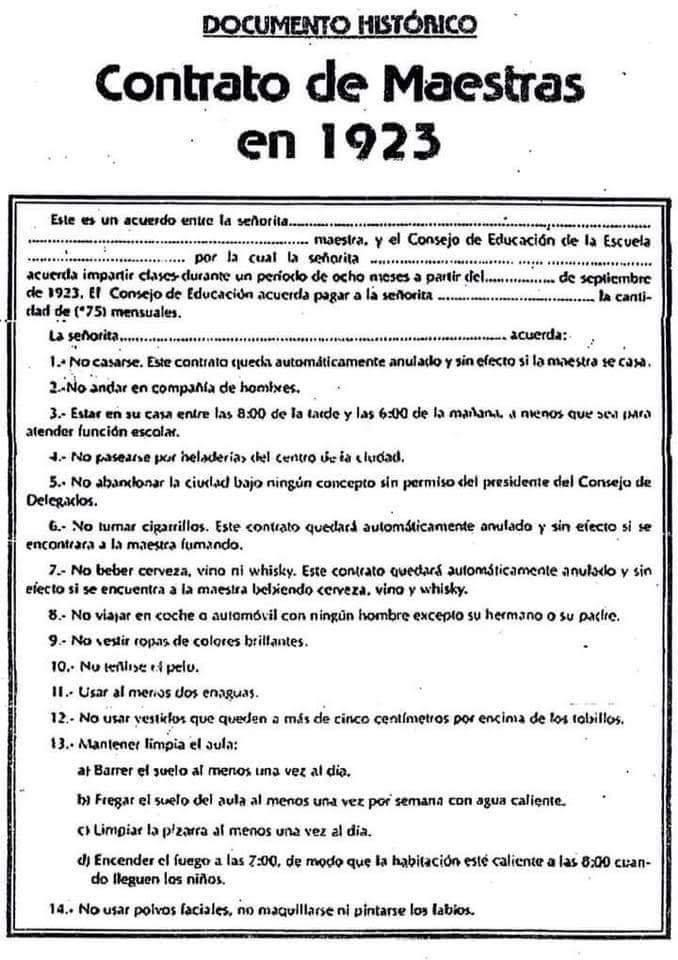 DOCUMENTO HISTÓRICO
Contrato de Maestras
en 1923
Este es un acuerdo entre la señorita................................................................................
................................................................ maestra, y el Consejo de Educación de la Escuela
.................................... por la cual la señorita ............................................................
acuerda impartir clases durante un período de ocho meses a partir del................. de septiembre
de 1923. El Consejo de Educación acuerda pagar a la señorita ...................................... la canti-
dad de (*75) mensuales.
La señorita............................................................................................ acuerda:
1.- No casarse. Este contrato queda automáticamente anulado y sin efecto si la maestra se casa.
2.-No andar en compañía de hombres.
3.- Estar en su casa entre las 8:00 de la tarde y las 6:00 de la mañana, a menos que sea para
atender función escolar.
4.- No pasearse por heladerías del centro de la ciudad.
5.- No abandonar la ciudad bajo ningún concepto sin permiso del presidente del Consejo de
Delegados.
6.- No fumar cigarrillos. Este contrato quedará automáticamente anulado y sin efecto si se
encontrara a la maestra fumando.
7.- No beber cerveza, vino ni whisky. Este contrato quedará automáticamente anulado y sin
efecto si se encuentra a la maestra bebiendo cerveza, vino y whisky.
8.- No viajar en coche o automóvil con ningún hombre excepto su hermano o su padre.
9.- No vestir ropas de colores brillantes.
10.- No teñirse el pelo.
11.- Usar al menos dos enaguas.
12.- No usar vestidos que queden a más de cinco centímetros por encima de los tobillos.
13.- Mantener limpia el aula:
a) Barrer el suelo al menos una vez al día.
b) Fregar el suelo del aula al menos una vez por semana con agua caliente.
c) Limpiar la pizarra al menos una vez al día.
d) Encender el fuego a las 7:00, de modo que la habitación esté caliente a las 8:00 cuan-
do lleguen los niños.
14.- No usar polvos faciales, no maquillarse ni pintarse los labios.